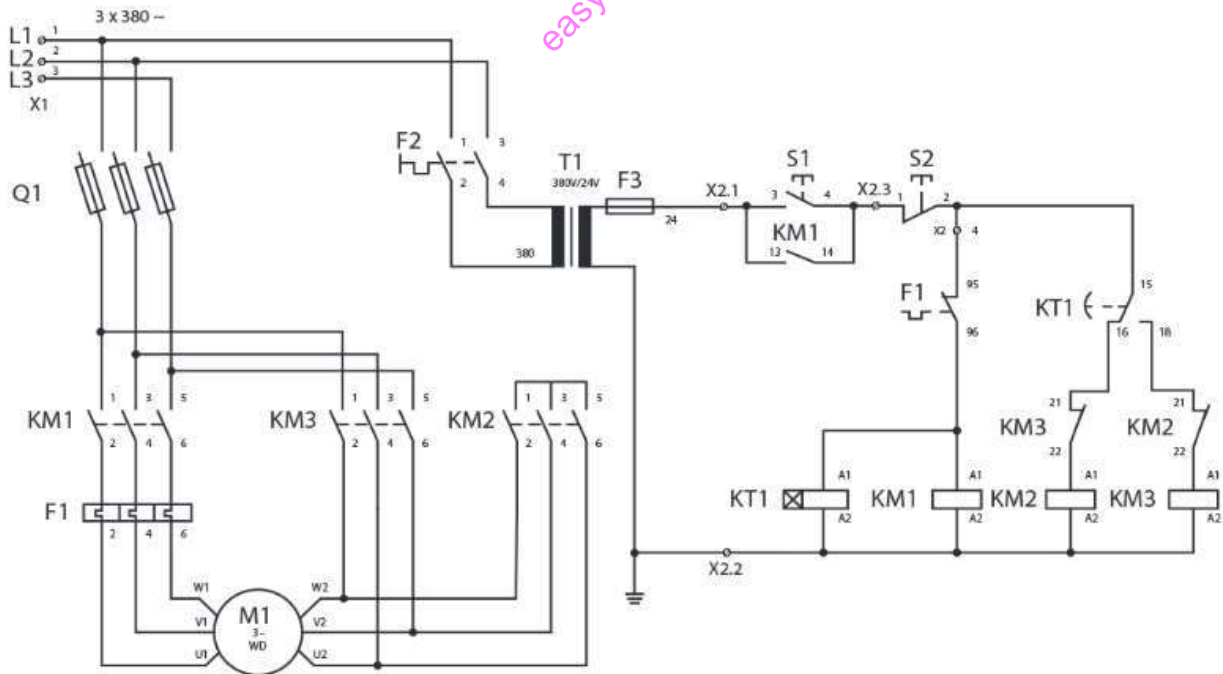 easy
3 x 380 ~
L1 1
L2 2
L3 3
X1
Q1
F2
1 3
2 4
T1
380V/24V
380
F3
24
X2.1
S1
3 4
KM1
13 14
X2.3
S2
1 2
X2 4
F1
95
96
KT1
15
16 18
KM1
1 3 5
2 4 6
KM3
1 3 5
2 4 6
KM2
1 3 5
2 4 6
KM3
21
22
KM2
21
22
F1
2 4 6
KT1
A1
A2
KM1
A1
A2
KM2
A1
A2
KM3
A1
A2
X2.2
W1 W2
V1 V2
U1 U2
M1
3~
WD